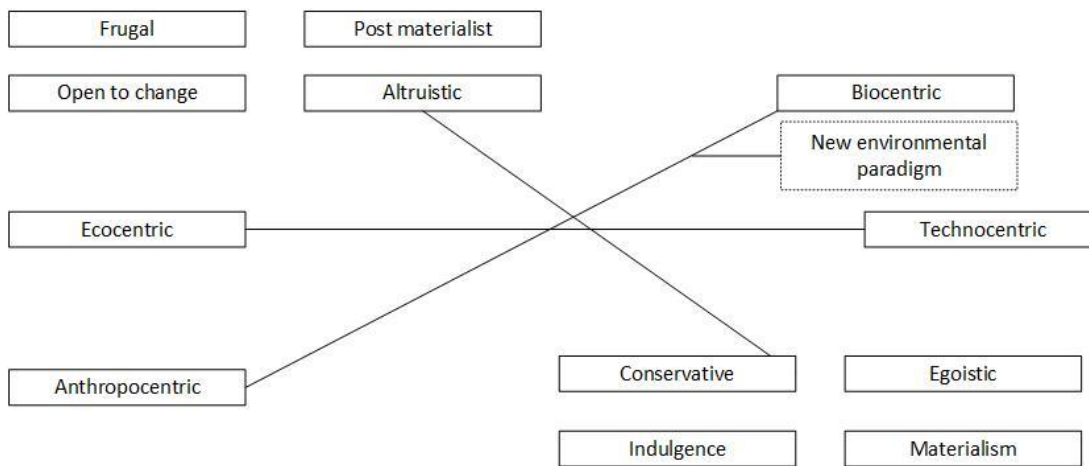 Frugal
Post materialist
Open to change
Altruistic
Biocentric
New environmental
paradigm
Ecocentric
Technocentric
Anthropocentric
Conservative
Egoistic
Indulgence
Materialism